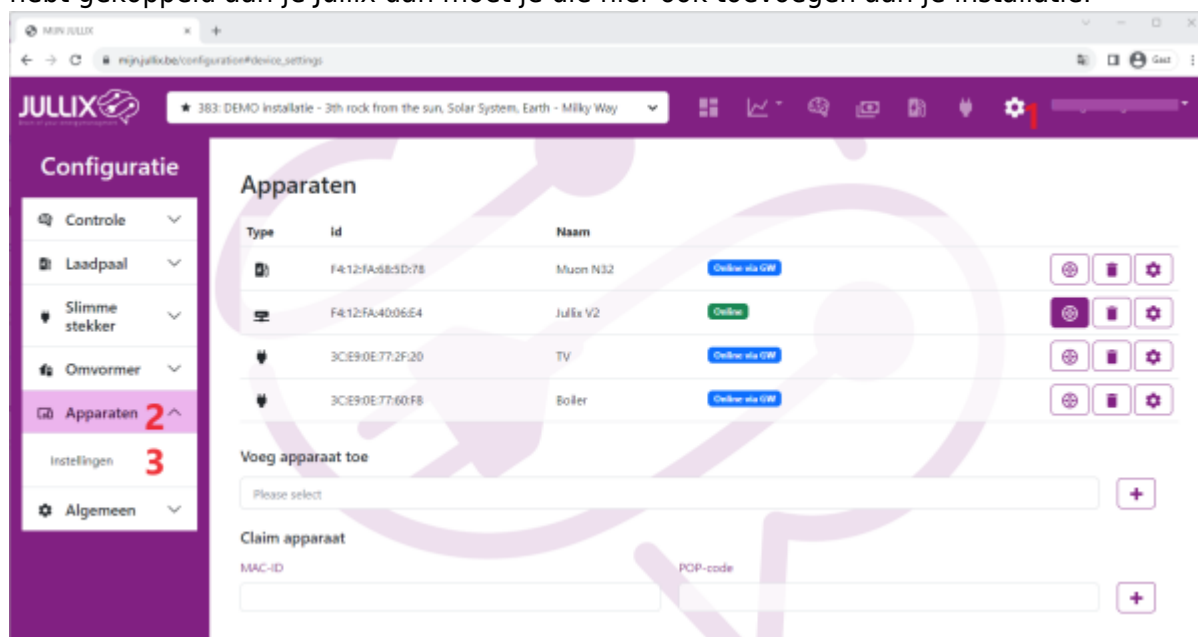 hebt gekoppeld aan je Jullix dan moet je die hier ook toevoegen aan je installatie.
MIJN JULLIX
mijn.jullix.be/configuration#device_settings
Gast
JULLIX
★ 383: DEMO installatie - 3th rock from the sun, Solar System, Earth - Milky Way
1
Configuratie
Controle
Laadpaal
Slimme
stekker
Omvormer
Apparaten 2
Instellingen 3
Algemeen
Apparaten
Type id Naam
F4:12:FA:68:5D:78 Muon N32 Online via GW
F4:12:FA:40:06:E4 Jullix V2 Online
3C:E9:0E:77:2F:20 TV Online via GW
3C:E9:0E:77:60:F8 Boiler Online via GW
Voeg apparaat toe
Please select
+
Claim apparaat
MAC-ID POP-code
+